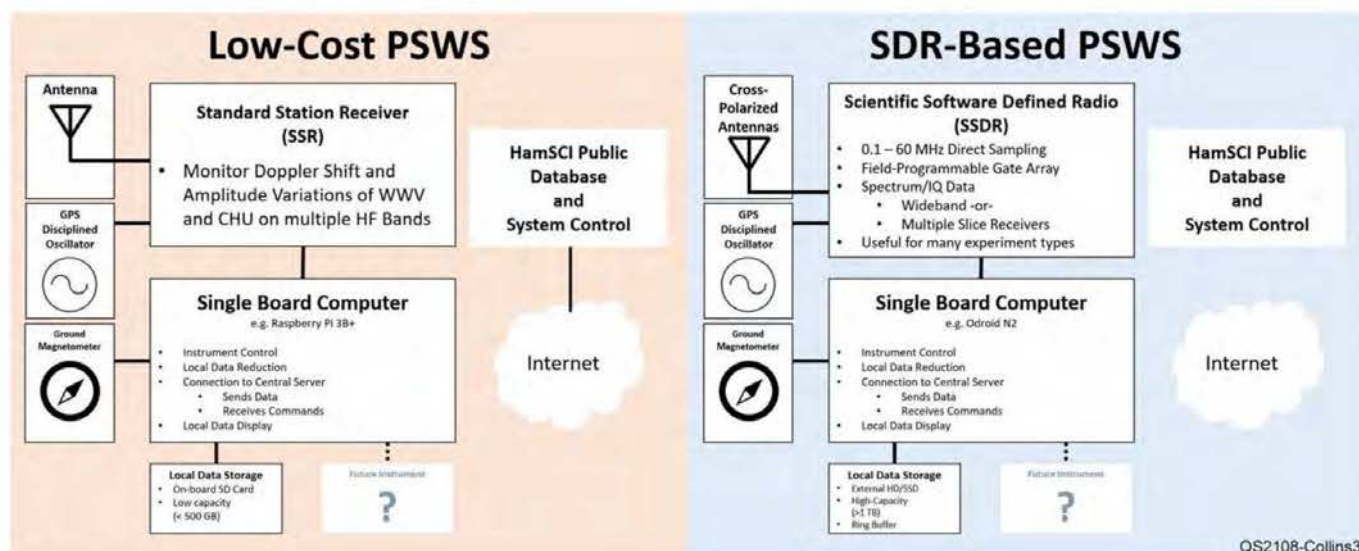 Low-Cost PSWS
Antenna
Standard Station Receiver
(SSR)
• Monitor Doppler Shift and
Amplitude Variations of WWV
and CHU on multiple HF Bands
GPS
Disciplined
Oscillator
HamSCI Public
Database
and
System Control
Single Board Computer
e.g. Raspberry Pi 3B+
• Instrument Control
• Local Data Reduction
• Connection to Central Server
• Sends Data
• Receives Commands
• Local Data Display
Ground
Magnetometer
Internet
Local Data Storage
• On-board SD Card
• Low capacity
(< 500 GB)
Future Instrument
?
SDR-Based PSWS
Cross-
Polarized
Antennas
Scientific Software Defined Radio
(SSDR)
• 0.1 – 60 MHz Direct Sampling
• Field-Programmable Gate Array
• Spectrum/IQ Data
• Wideband -or-
• Multiple Slice Receivers
• Useful for many experiment types
GPS
Disciplined
Oscillator
HamSCI Public
Database
and
System Control
Single Board Computer
e.g. Odroid N2
• Instrument Control
• Local Data Reduction
• Connection to Central Server
• Sends Data
• Receives Commands
• Local Data Display
Ground
Magnetometer
Internet
Local Data Storage
• External HD/SSD
• High-Capacity
(>1 TB)
• Ring Buffer
Future Instrument
?
QS2108-Collins3